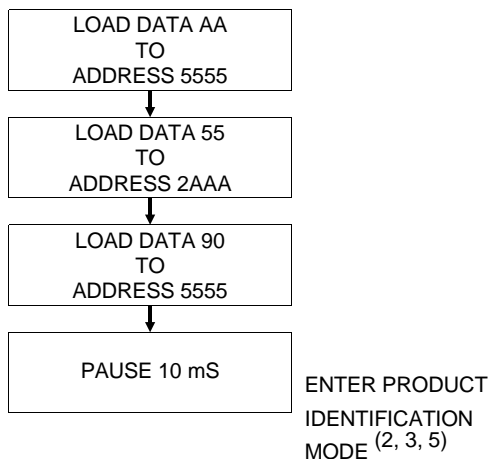 LOAD DATA AA
TO
ADDRESS 5555
LOAD DATA 55
TO
ADDRESS 2AAA
LOAD DATA 90
TO
ADDRESS 5555
PAUSE 10 mS
ENTER PRODUCT
IDENTIFICATION
MODE (2, 3, 5)